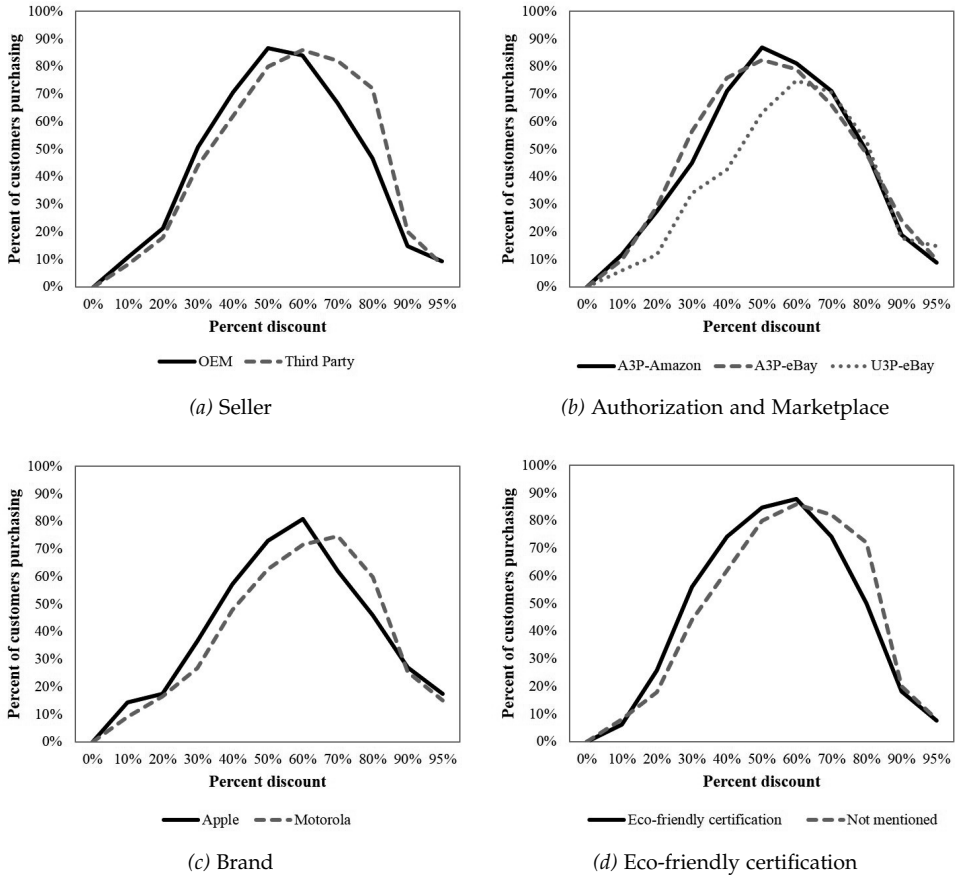 Percent of customers purchasing
100%
90%
80%
70%
60%
50%
40%
30%
20%
10%
0%
0% 10% 20% 30% 40% 50% 60% 70% 80% 90% 95%
Percent discount
OEM Third Party
(a) Seller
Percent of customers purchasing
100%
90%
80%
70%
60%
50%
40%
30%
20%
10%
0%
0% 10% 20% 30% 40% 50% 60% 70% 80% 90% 95%
Percent discount
A3P-Amazon A3P-eBay U3P-eBay
(b) Authorization and Marketplace
Percent of customers purchasing
100%
90%
80%
70%
60%
50%
40%
30%
20%
10%
0%
0% 10% 20% 30% 40% 50% 60% 70% 80% 90% 95%
Percent discount
Apple Motorola
(c) Brand
Percent of customers purchasing
100%
90%
80%
70%
60%
50%
40%
30%
20%
10%
0%
0% 10% 20% 30% 40% 50% 60% 70% 80% 90% 95%
Percent discount
Eco-friendly certification Not mentioned
(d) Eco-friendly certification